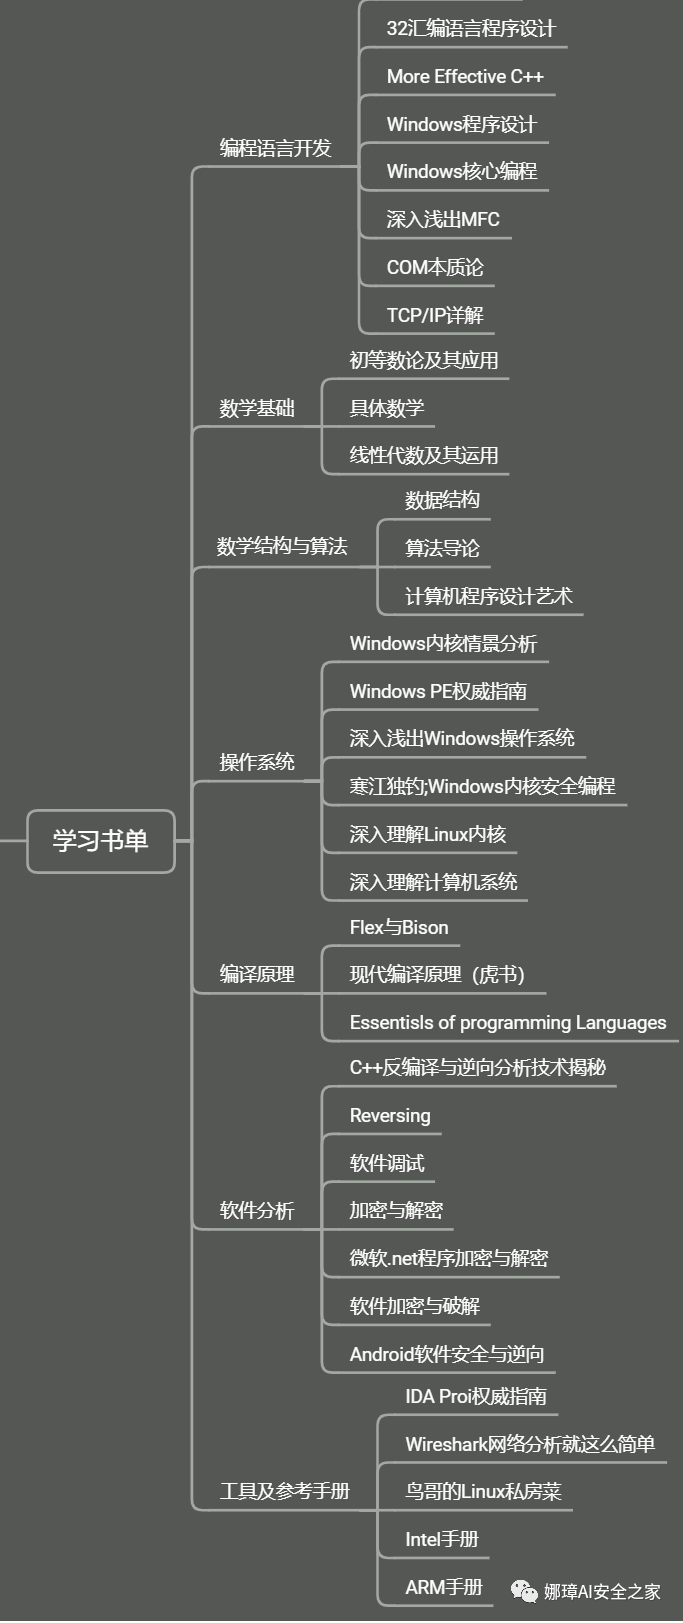 32汇编语言程序设计
More Effective C++
Windows程序设计
编程语言开发
Windows核心编程
深入浅出MFC
COM本质论
TCP/IP详解
初等数论及其应用
数学基础
具体数学
线性代数及其运用
数据结构
数学结构与算法
算法导论
计算机程序设计艺术
Windows内核情景分析
Windows PE权威指南
深入浅出Windows操作系统
操作系统
寒江独钓;Windows内核安全编程
学习书单
深入理解Linux内核
深入理解计算机系统
Flex与Bison
编译原理
现代编译原理（虎书）
Essentisls of programming Languages
C++反编译与逆向分析技术揭秘
Reversing
软件调试
软件分析
加密与解密
微软.net程序加密与解密
软件加密与破解
Android软件安全与逆向
IDA Proi权威指南
Wireshark网络分析就这么简单
工具及参考手册
鸟哥的Linux私房菜
Intel手册
ARM手册
娜璋AI安全之家